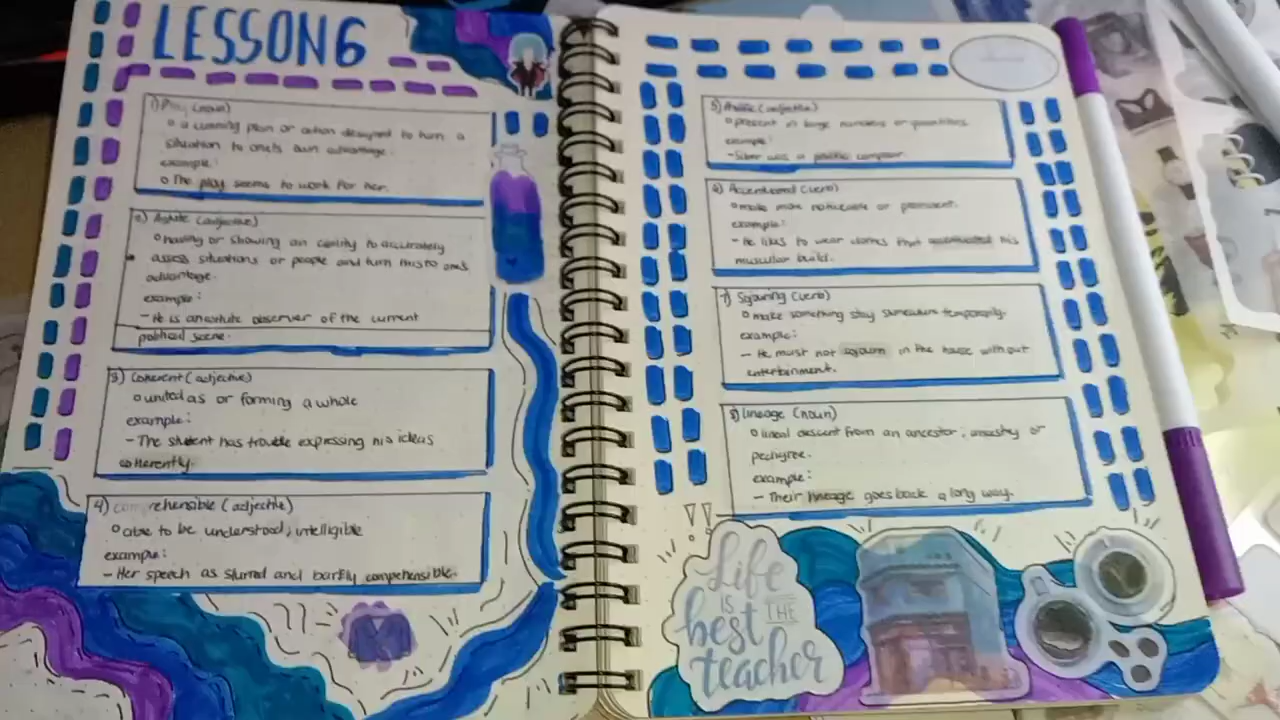 LESSON 6
1) Ploy (noun)
o a cunning plan or action designed to turn a
situation to one's own advantage.
example:
o The ploy seems to work for her.
2) Astute (adjective)
o having or showing an ability to accurately
assess situations or people and turn this to one's
advantage.
example:
- He is an astute observer of the current
political scene.
3) Coherent (adjective)
o united as or forming a whole
example:
- The student has trouble expressing his ideas
coherently.
4) comprehensible (adjective)
o able to be understood; intelligible
example:
- Her speech as slurred and barely comprehensible.
5) (adjective)
o present in large numbers or quantities.
example:
- was a composer.
6) Accentuated (verb)
o make more noticeable or prominent.
example:
- He likes to wear clothes that accentuated his
muscular build.
7) (verb)
o make something stay somewhere temporarily.
example:
- He must not sojourn in the house without
entertainment.
8) lineage (noun)
o lineal descent from an ancestor; ancestry or
example:
- Their lineage goes back a long way.
Life
IS THE
best
teacher